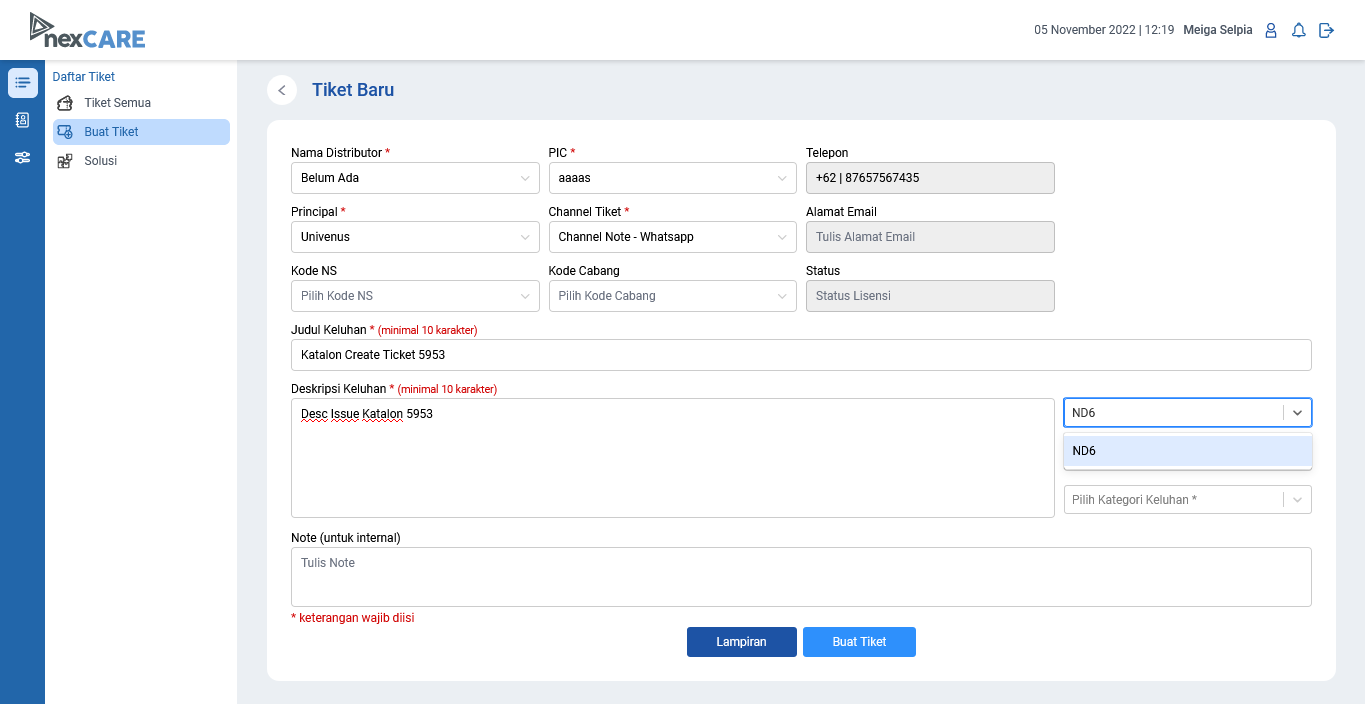 nexCARE
05 November 2022 | 12:19 Meiga Selpia
Daftar Tiket
Tiket Semua
Buat Tiket
Solusi
Tiket Baru
Nama Distributor * PIC * Telepon
Belum Ada aaaas +62 | 87657567435
Principal * Channel Tiket * Alamat Email
Univenus Channel Note - Whatsapp Tulis Alamat Email
Kode NS Kode Cabang Status
Pilih Kode NS Pilih Kode Cabang Status Lisensi
Judul Keluhan * (minimal 10 karakter)
Katalon Create Ticket 5953
Deskripsi Keluhan * (minimal 10 karakter)
Desc Issue Katalon 5953 ND6
ND6
Pilih Kategori Keluhan *
Note (untuk internal)
Tulis Note
* keterangan wajib diisi
Lampiran Buat Tiket